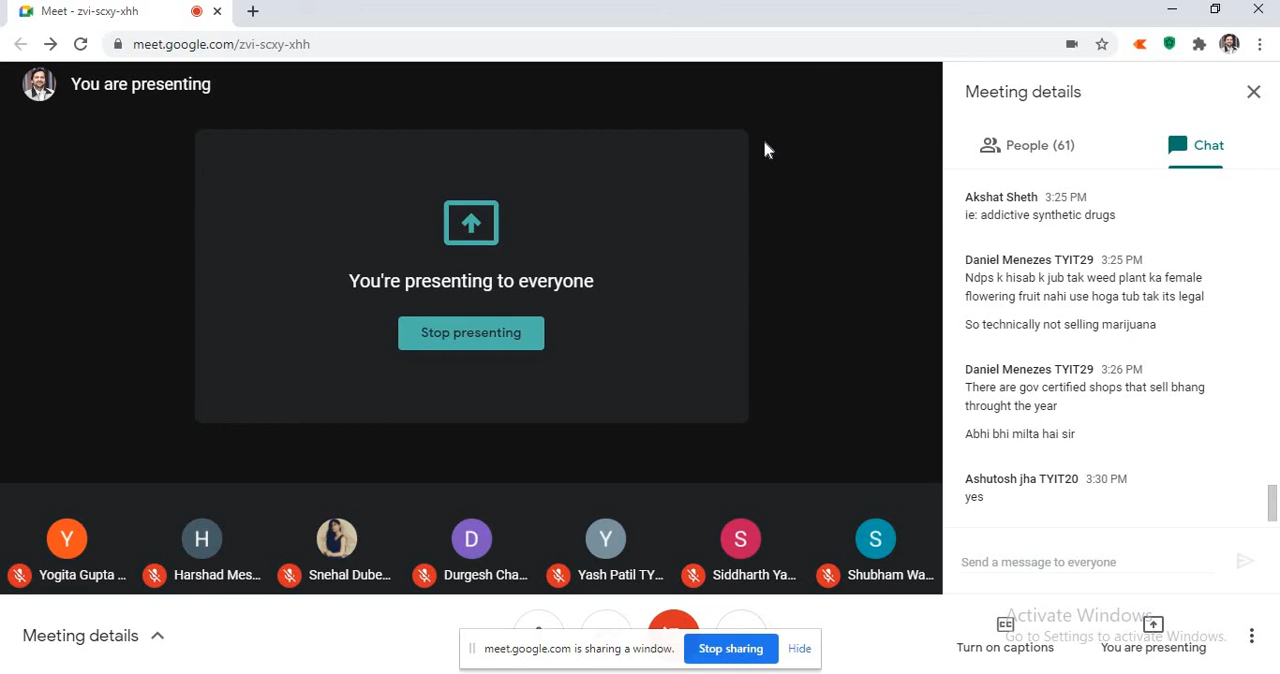 Meet - zvi-scxy-xhh
meet.google.com/zvi-scxy-xhh
You are presenting
Meeting details
People (61)
Chat
You're presenting to everyone
Stop presenting
Akshat Sheth 3:25 PM
ie: addictive synthetic drugs
Daniel Menezes TYIT29 3:25 PM
Ndps k hisab k jub tak weed plant ka female
flowering fruit nahi use hoga tub tak its legal
So technically not selling marijuana
Daniel Menezes TYIT29 3:26 PM
There are gov certified shops that sell bhang
throught the year
Abhi bhi milta hai sir
Ashutosh jha TYIT20 3:30 PM
yes
Send a message to everyone
Y
H
D
Y
S
S
Yogita Gupta ...
Harshad Mes...
Snehal Dube...
Durgesh Cha...
Yash Patil TY...
Siddharth Ya...
Shubham Wa...
Meeting details
meet.google.com is sharing a window.
Stop sharing
Hide
Activate Windows
Go to Settings to activate Windows.
CC
Turn on captions
You are presenting